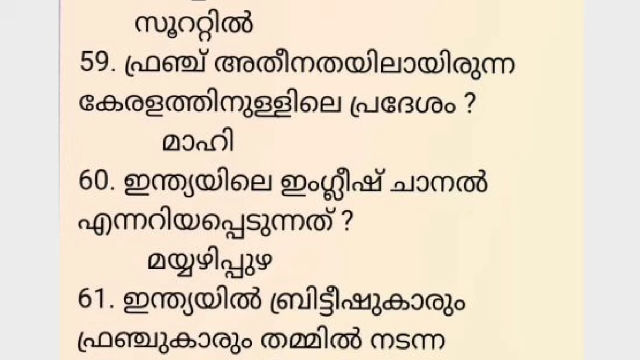 സൂററ്റിൽ
59. ഫ്രഞ്ച് അതീനതയിലായിരുന്ന
കേരളത്തിനുള്ളിലെ പ്രദേശം ?
മാഹി
60. ഇന്ത്യയിലെ ഇംഗ്ലീഷ് ചാനൽ
എന്നറിയപ്പെടുന്നത് ?
മയ്യഴിപ്പുഴ
61. ഇന്ത്യയിൽ ബ്രിട്ടീഷുകാരും
ഫ്രഞ്ചുകാരും തമ്മിൽ നടന്ന